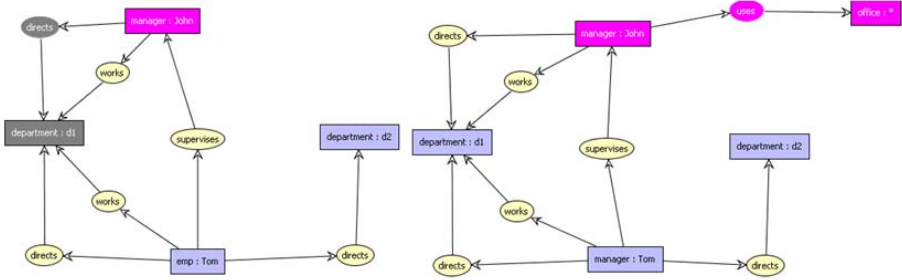 directs
manager : John
works
department : d1
supervises
department : d2
works
directs
emp : Tom
directs
uses
office : *
directs
manager : John
works
department : d1
supervises
department : d2
works
directs
manager : Tom
directs